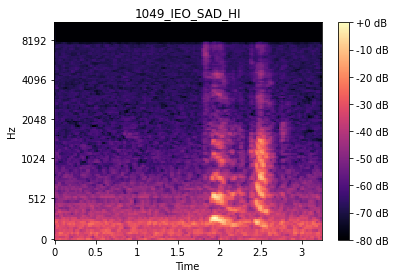 1049_IEO_SAD_HI
+0 dB
8192
-10 dB
4096
-20 dB
-30 dB
2048
Hz
-40 dB
1024
-50 dB
512
-60 dB
-70 dB
0
-80 dB
0 0.5 1 1.5 2 2.5 3
Time